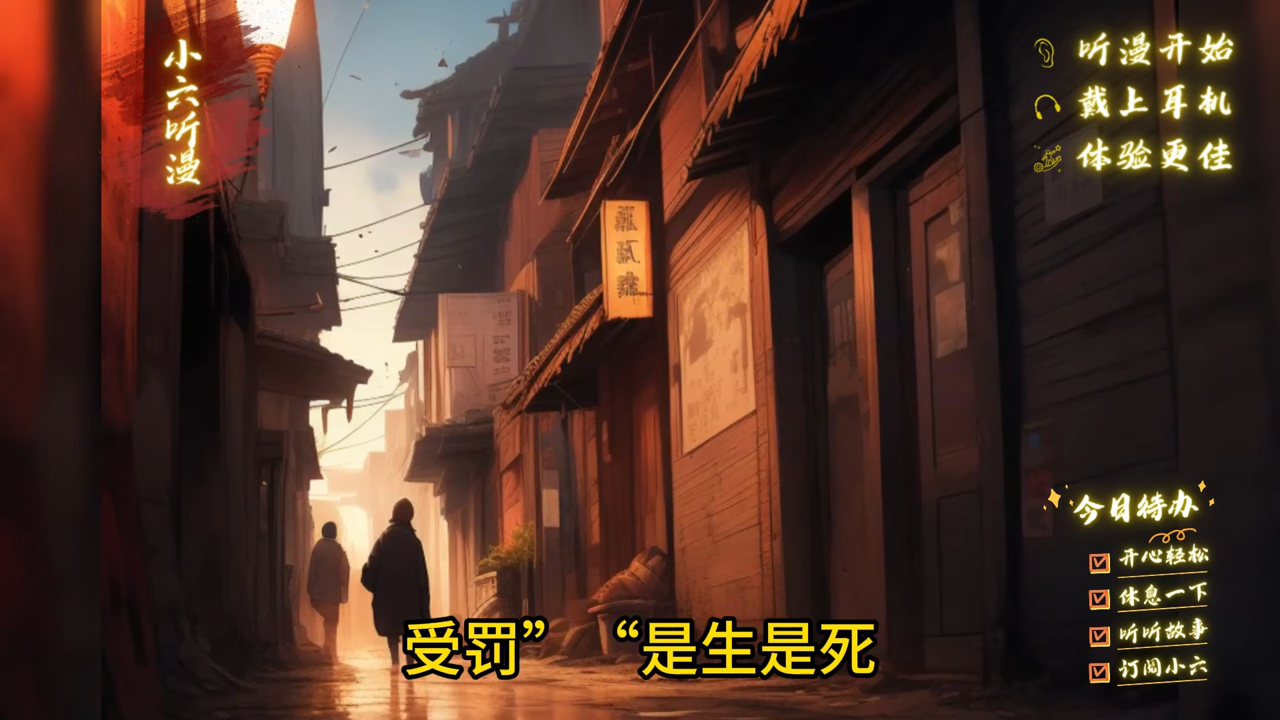 小六听漫
听漫开始
戴上耳机
体验更佳
今日待办
开心轻松
休息一下
听听故事
订阅小六
受罚” “是生是死